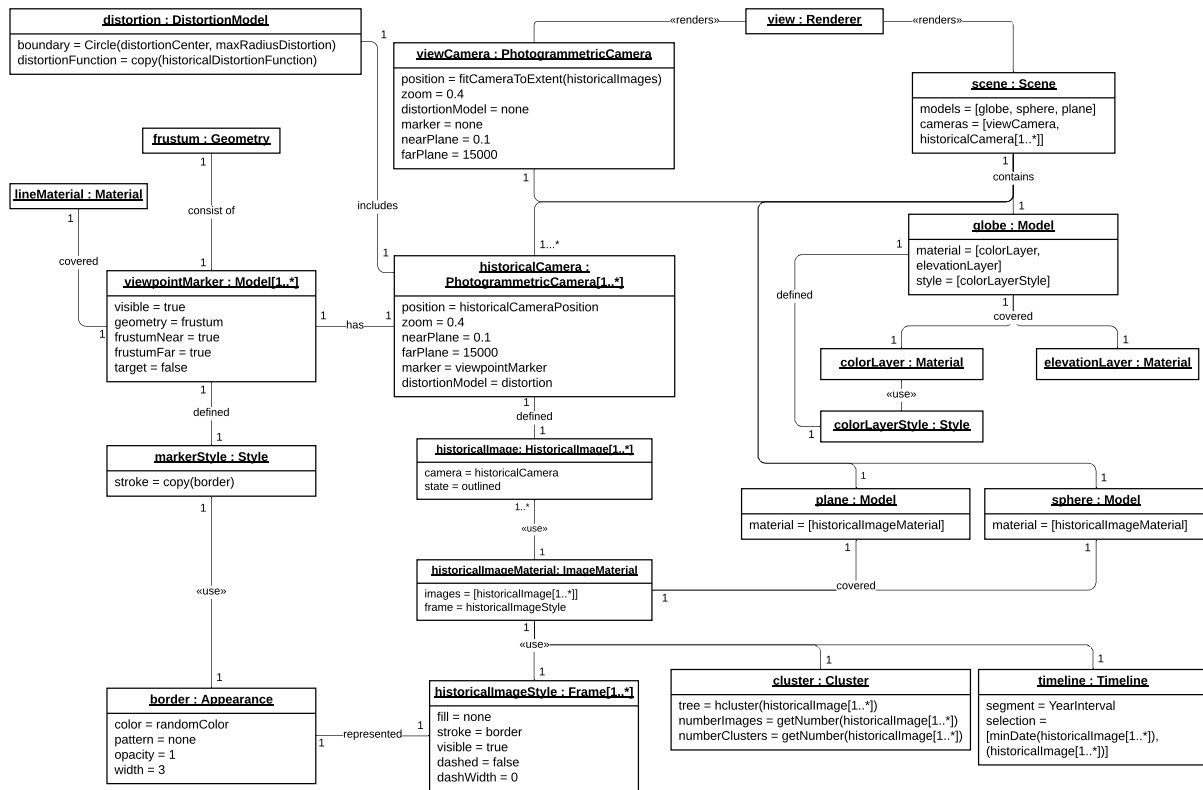 distortion : DistortionModel
boundary = Circle(distortionCenter, maxRadiusDistortion)
distortionFunction = copy(historicalDistortionFunction)
1
«renders»
view : Renderer
«renders»
viewCamera : PhotogrammetricCamera
position = fitCameraToExtent(historicalImages)
zoom = 0.4
distortionModel = none
marker = none
nearPlane = 0.1
farPlane = 15000
1
scene : Scene
models = [globe, sphere, plane]
cameras = [viewCamera,
historicalCamera[1..*]]
1
contains
1
frustum : Geometry
1
consist of
1
lineMaterial : Material
1
covered
1
includes
1
1...*
globe : Model
material = [colorLayer,
elevationLayer]
style = [colorLayerStyle]
1
1
defined
covered
1
1
colorLayer : Material
elevationLayer : Material
«use»
colorLayerStyle : Style
1
viewpointMarker : Model[1..*]
visible = true
geometry = frustum
frustumNear = true
frustumFar = true
target = false
1
has
1
historicalCamera :
PhotogrammetricCamera[1..*]
position = historicalCameraPosition
zoom = 0.4
nearPlane = 0.1
farPlane = 15000
marker = viewpointMarker
distortionModel = distortion
1
defined
1
1
defined
1
markerStyle : Style
stroke = copy(border)
1
«use»
1
historicalImage: HistoricalImage[1..*]
camera = historicalCamera
state = outlined
1..*
«use»
1
1
plane : Model
material = [historicalImageMaterial]
1
1
sphere : Model
material = [historicalImageMaterial]
1
covered
1
historicalImageMaterial: ImageMaterial
images = [historicalImage[1..*]]
frame = historicalImageStyle
1
«use»
1
1
1
border : Appearance
color = randomColor
pattern = none
opacity = 1
width = 3
1
represented
1
historicalImageStyle : Frame[1..*]
fill = none
stroke = border
visible = true
dashed = false
dashWidth = 0
cluster : Cluster
tree = hcluster(historicalImage[1..*])
numberImages = getNumber(historicalImage[1..*])
numberClusters = getNumber(historicalImage[1..*])
timeline : Timeline
segment = YearInterval
selection =
[minDate(historicalImage[1..*]),
(historicalImage[1..*])]